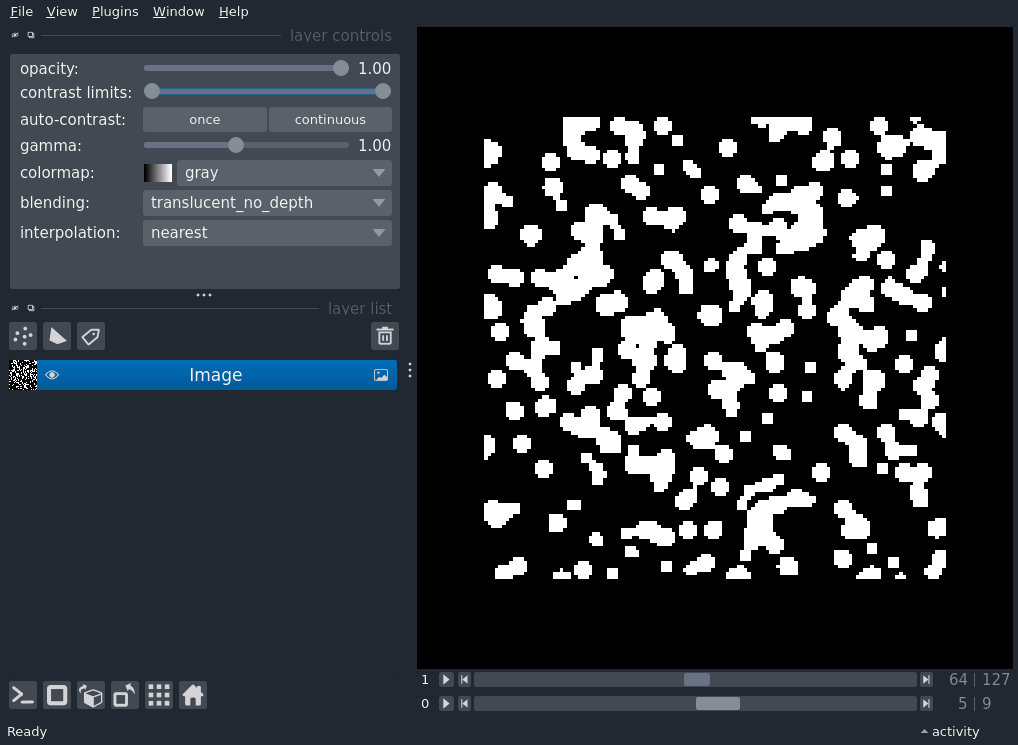 File View Plugins Window Help
layer controls
opacity: 1.00
contrast limits:
auto-contrast: once continuous
gamma: 1.00
colormap: gray
blending: translucent_no_depth
interpolation: nearest
layer list
Image
1 64 | 127
0 5 | 9
Ready activity